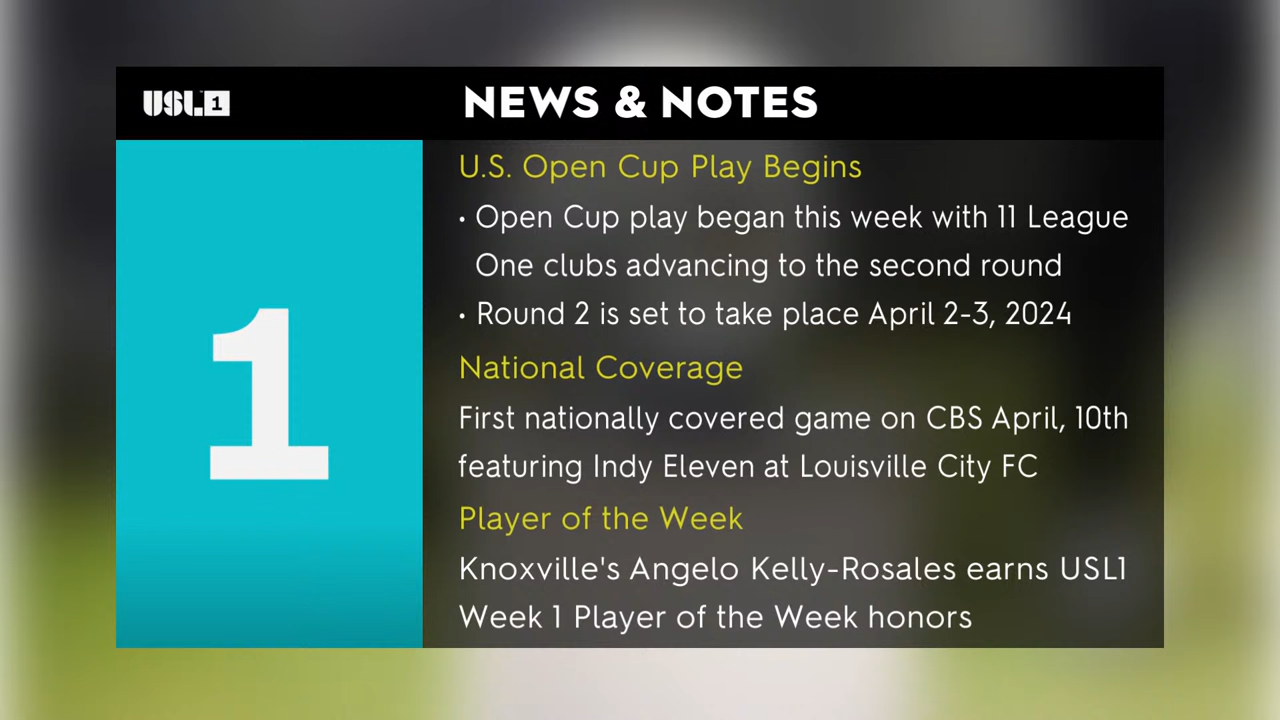 USL 1
NEWS & NOTES
1
U.S. Open Cup Play Begins
• Open Cup play began this week with 11 League
One clubs advancing to the second round
• Round 2 is set to take place April 2-3, 2024
National Coverage
First nationally covered game on CBS April, 10th
featuring Indy Eleven at Louisville City FC
Player of the Week
Knoxville's Angelo Kelly-Rosales earns USL1
Week 1 Player of the Week honors